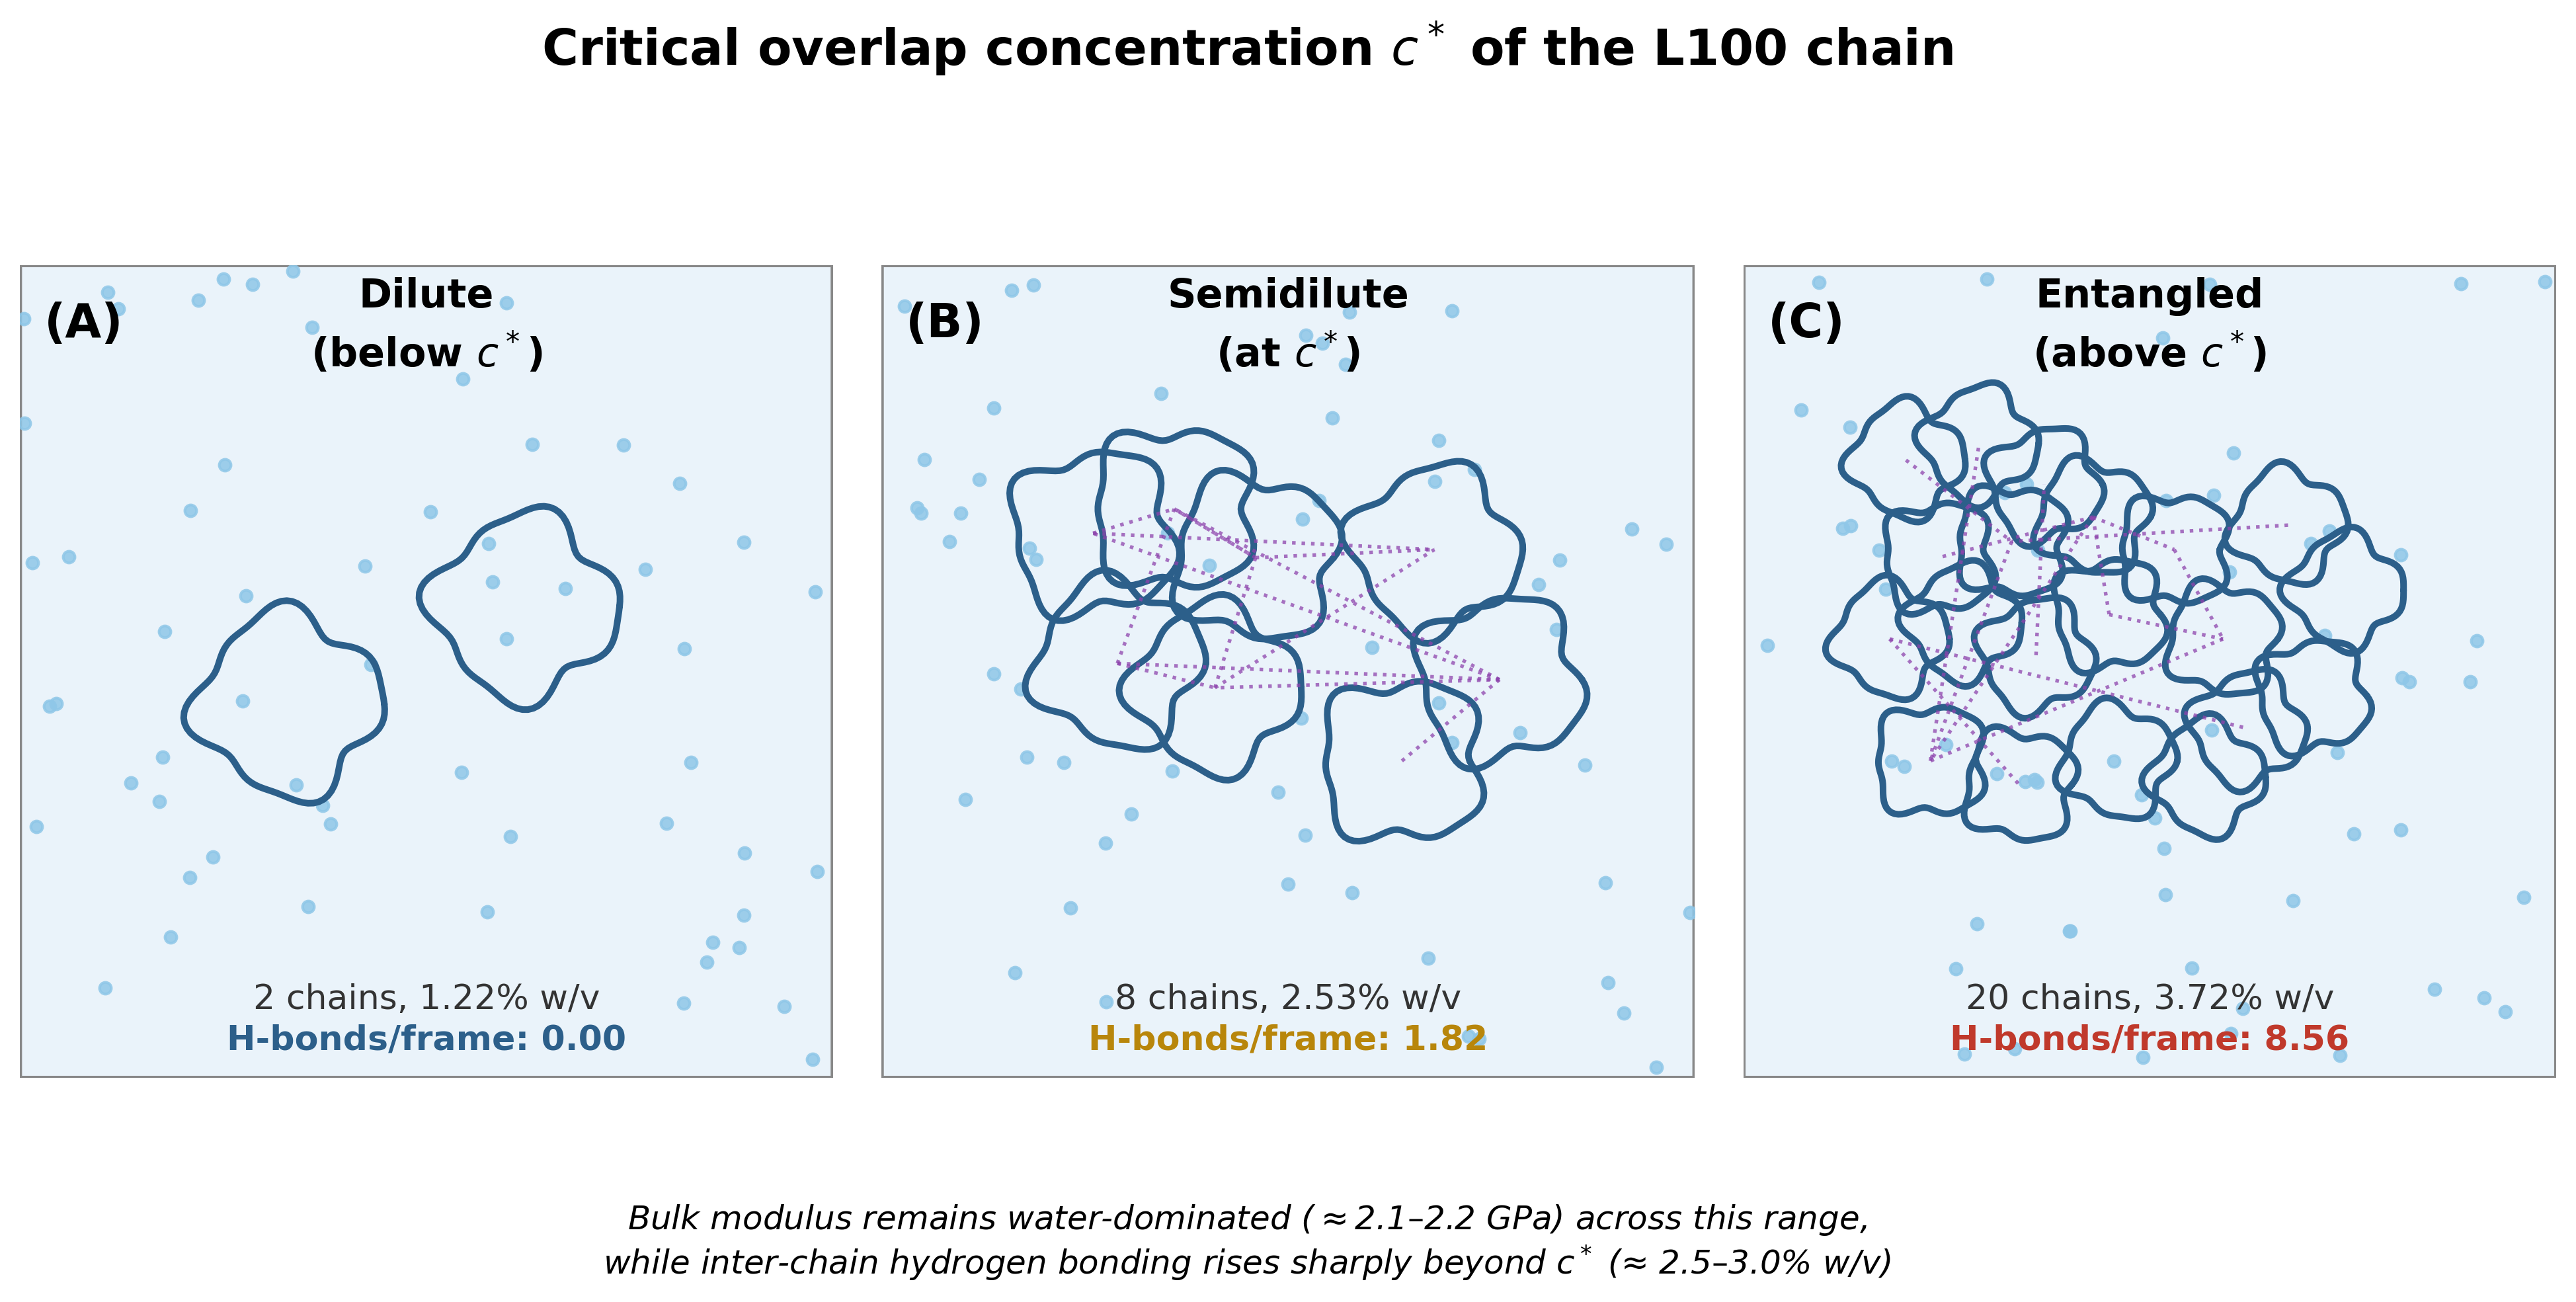 Critical overlap concentration c* of the L100 chain
(A)
Dilute
(below c*)
2 chains, 1.22% w/v
H-bonds/frame: 0.00
(B)
Semidilute
(at c*)
8 chains, 2.53% w/v
H-bonds/frame: 1.82
(C)
Entangled
(above c*)
20 chains, 3.72% w/v
H-bonds/frame: 8.56
Bulk modulus remains water-dominated (≈2.1–2.2 GPa) across this range,
while inter-chain hydrogen bonding rises sharply beyond c* (≈ 2.5–3.0% w/v)